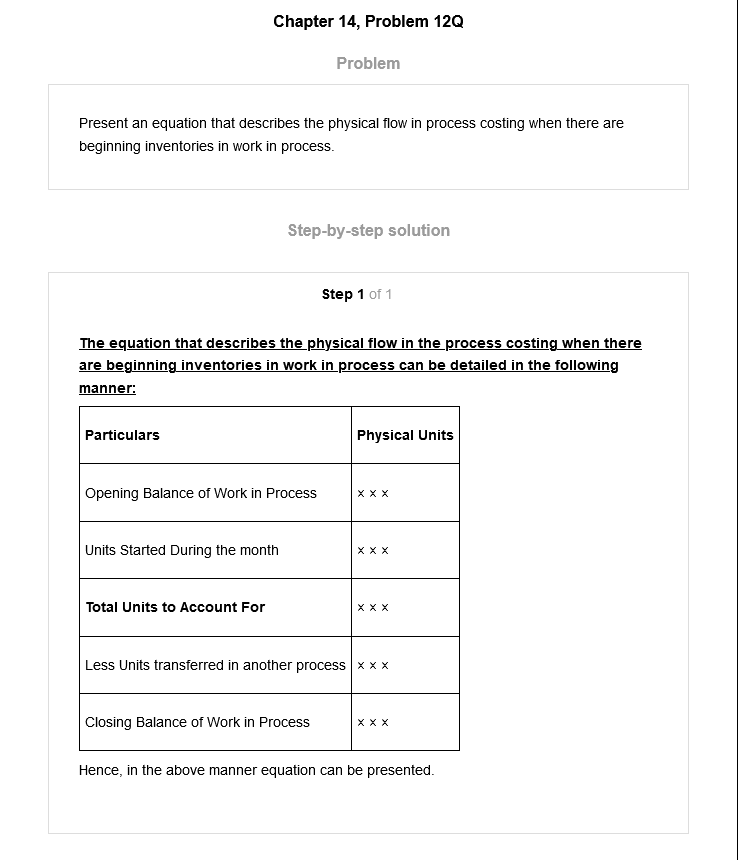 Chapter 14, Problem 12Q
Problem
Present an equation that describes the physical flow in process costing when there are
beginning inventories in work in process.
Step-by-step solution
Step 1 of 1
The equation that describes the physical flow in the process costing when there
are beginning inventories in work in process can be detailed in the following
manner:
Particulars Physical Units
Opening Balance of Work in Process x x x
Units Started During the month x x x
Total Units to Account For x x x
Less Units transferred in another process x x x
Closing Balance of Work in Process x x x
Hence, in the above manner equation can be presented.